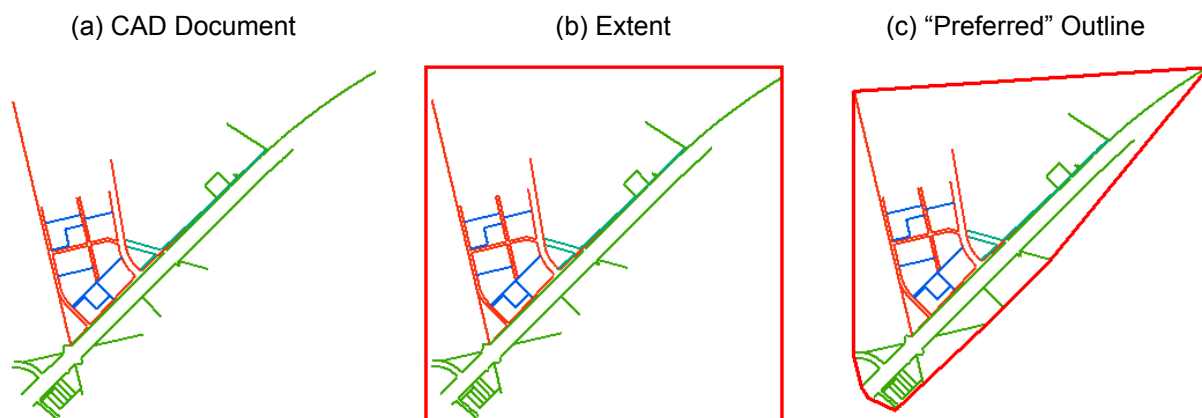 (a) CAD Document
(b) Extent
(c) “Preferred” Outline